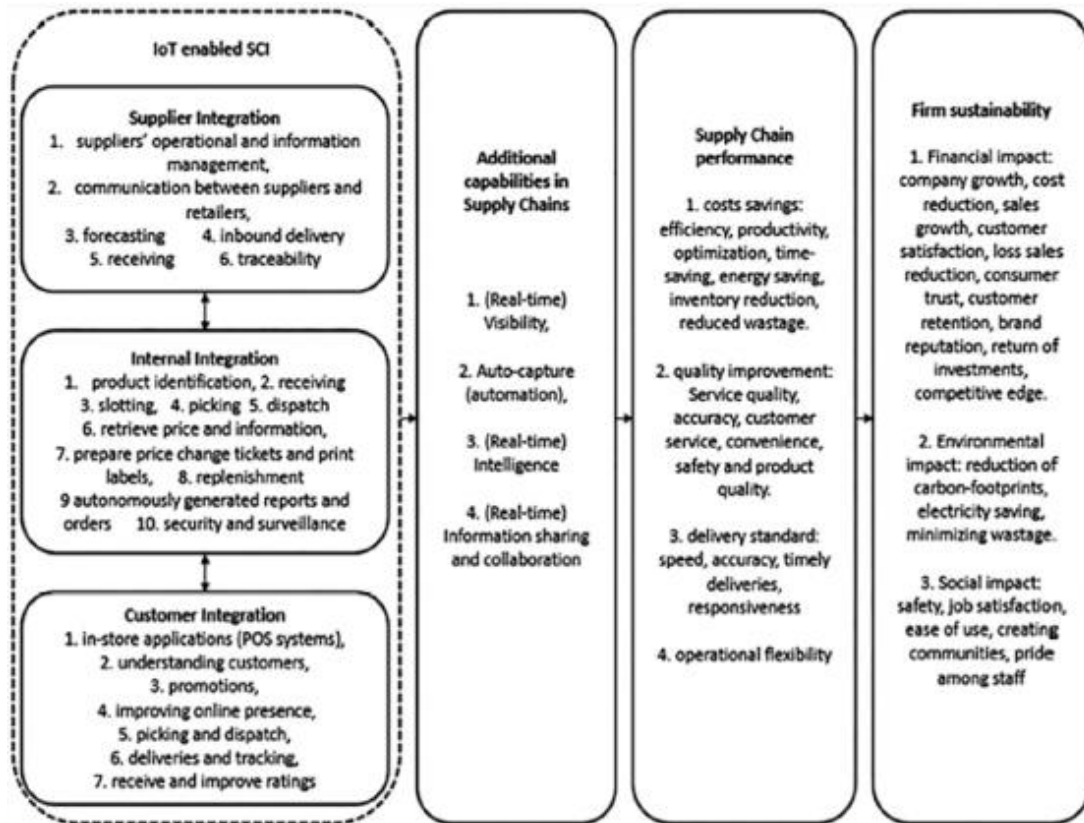 IoT enabled SCI
Supplier Integration
1. suppliers' operational and information
management,
2. communication between suppliers and
retailers,
3. forecasting 4. inbound delivery
5. receiving 6. traceability
Internal Integration
1. product identification, 2. receiving
3. slotting, 4. picking 5. dispatch
6. retrieve price and information,
7. prepare price change tickets and print
labels, 8. replenishment
9 autonomously generated reports and
orders 10. security and surveillance
Customer Integration
1. in-store applications (POS systems),
2. understanding customers,
3. promotions,
4. improving online presence,
5. picking and dispatch,
6. deliveries and tracking,
7. receive and improve ratings
Additional
capabilities in
Supply Chains
1. (Real-time)
Visibility,
2. Auto-capture
(automation),
3. (Real-time)
Intelligence
4. (Real-time)
Information sharing
and collaboration
Supply Chain
performance
1. costs savings:
efficiency, productivity,
optimization, time-
saving, energy saving,
inventory reduction,
reduced wastage.
2. quality improvement:
Service quality,
accuracy, customer
service, convenience,
safety and product
quality.
3. delivery standard:
speed, accuracy, timely
deliveries,
responsiveness
4. operational flexibility
Firm sustainability
1. Financial impact:
company growth, cost
reduction, sales
growth, customer
satisfaction, loss sales
reduction, consumer
trust, customer
retention, brand
reputation, return of
investments,
competitive edge.
2. Environmental
impact: reduction of
carbon-footprints,
electricity saving,
minimizing wastage.
3. Social impact:
safety, job satisfaction,
ease of use, creating
communities, pride
among staff